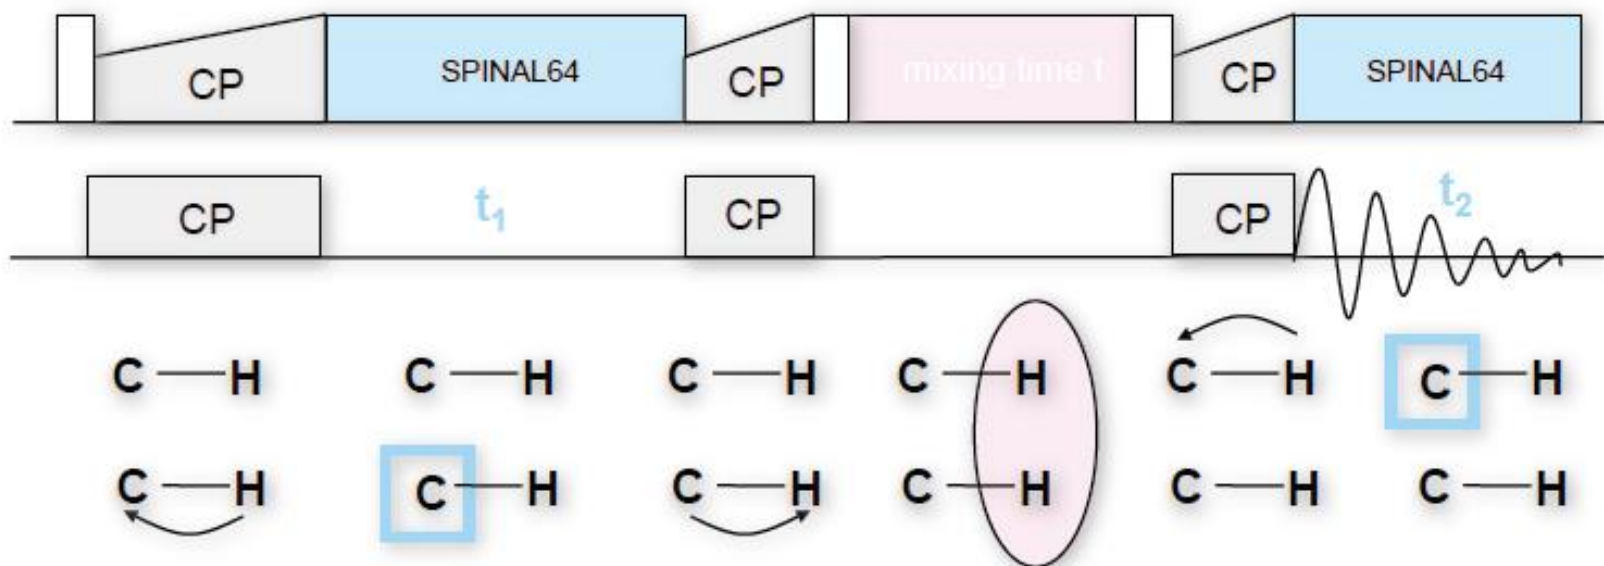 CP SPINAL64 CP mixing time t CP SPINAL64
CP t₁ CP CP t₂
C H C H C H C H C H C H
C H C H C H C H C H C H